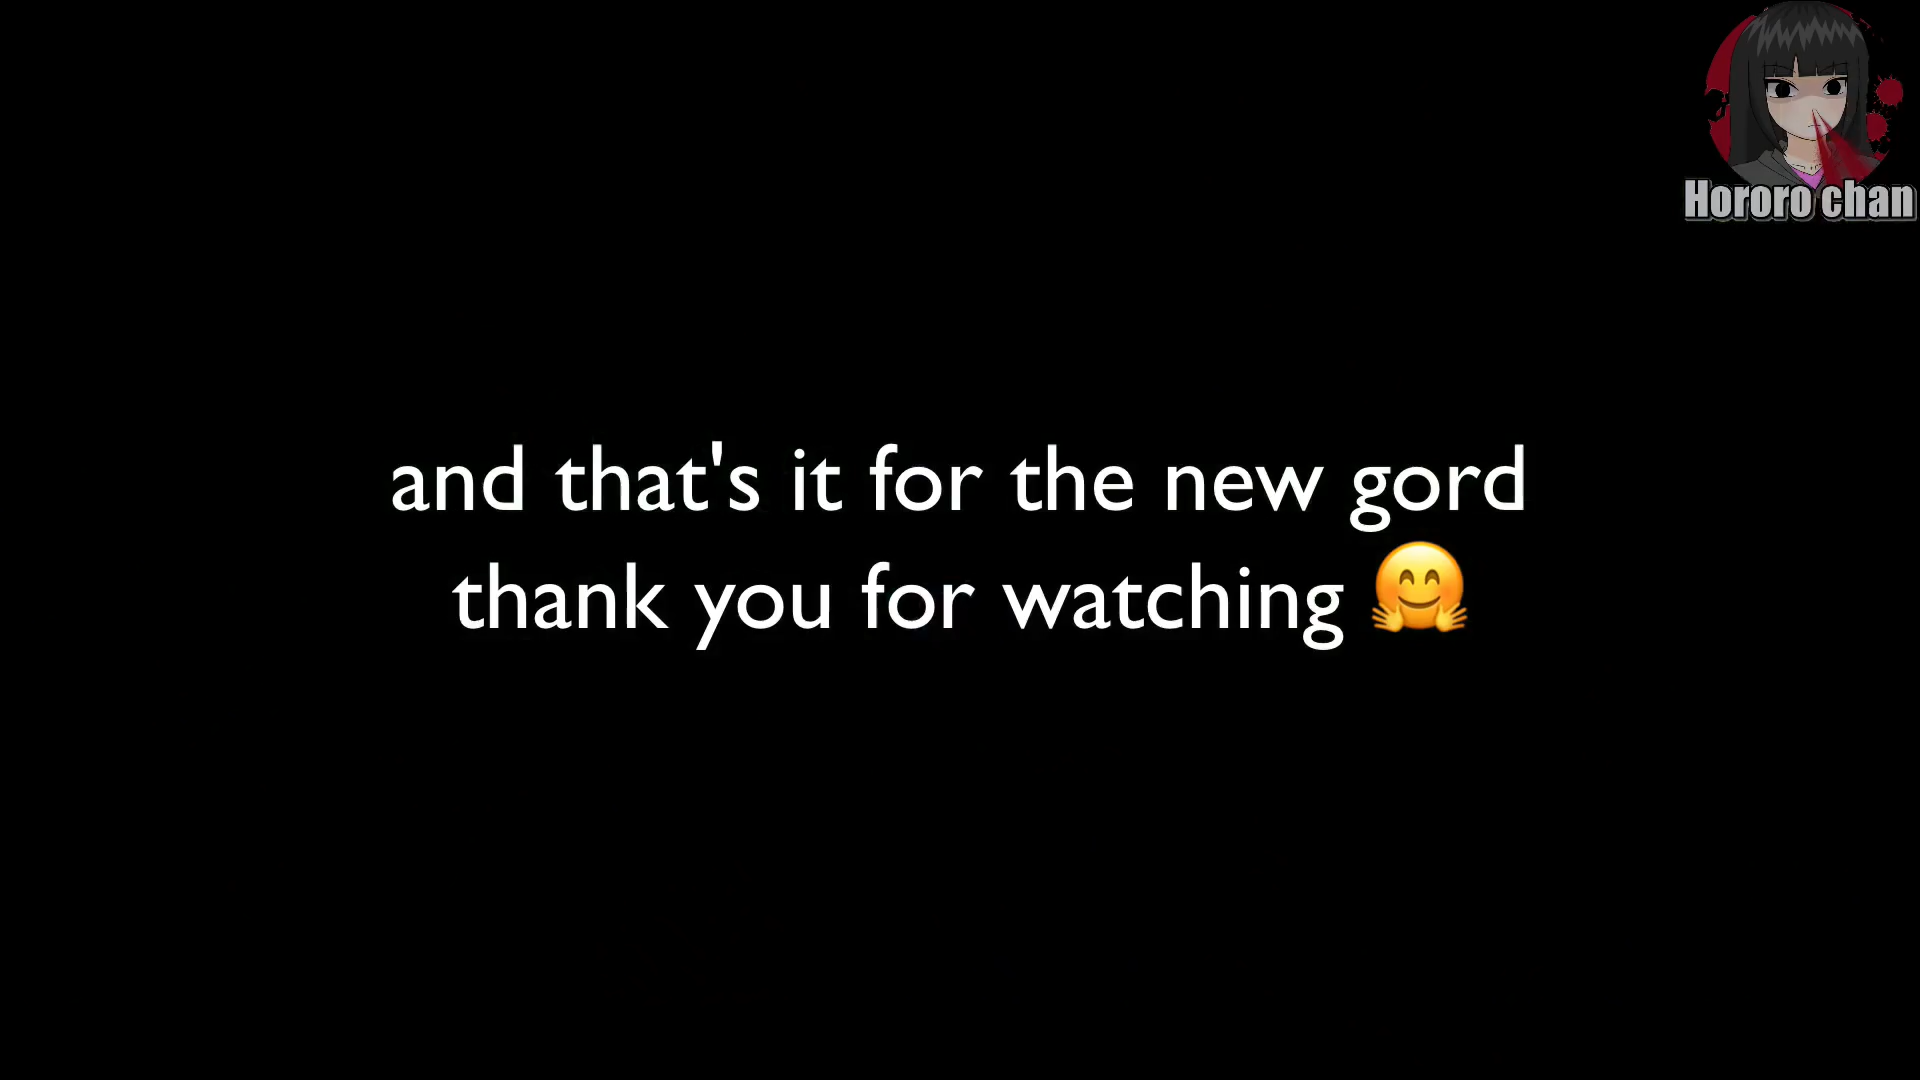 Hororo chan
and that's it for the new gord
thank you for watching 🤗